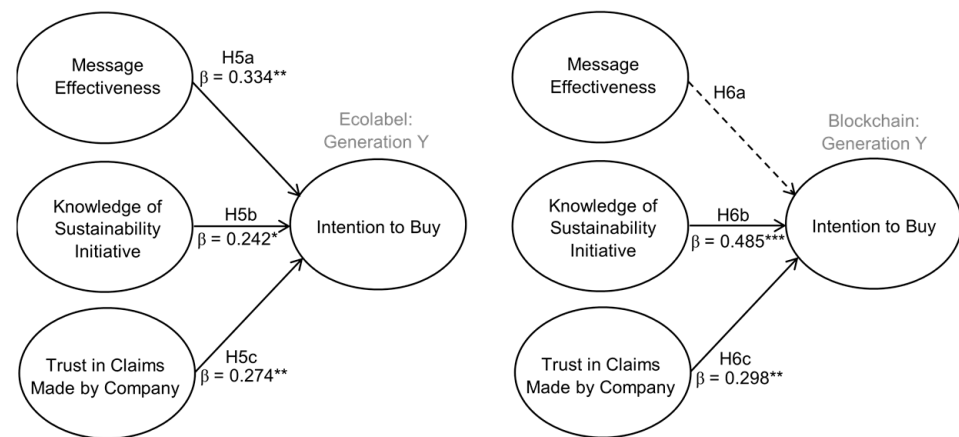 Message
Effectiveness
H5a
β = 0.334**
Ecolabel:
Generation Y
Knowledge of
Sustainability
Initiative
H5b
β = 0.242*
Intention to Buy
Trust in Claims
Made by Company
H5c
β = 0.274**
Message
Effectiveness
H6a
Blockchain:
Generation Y
Knowledge of
Sustainability
Initiative
H6b
β = 0.485***
Intention to Buy
Trust in Claims
Made by Company
H6c
β = 0.298**